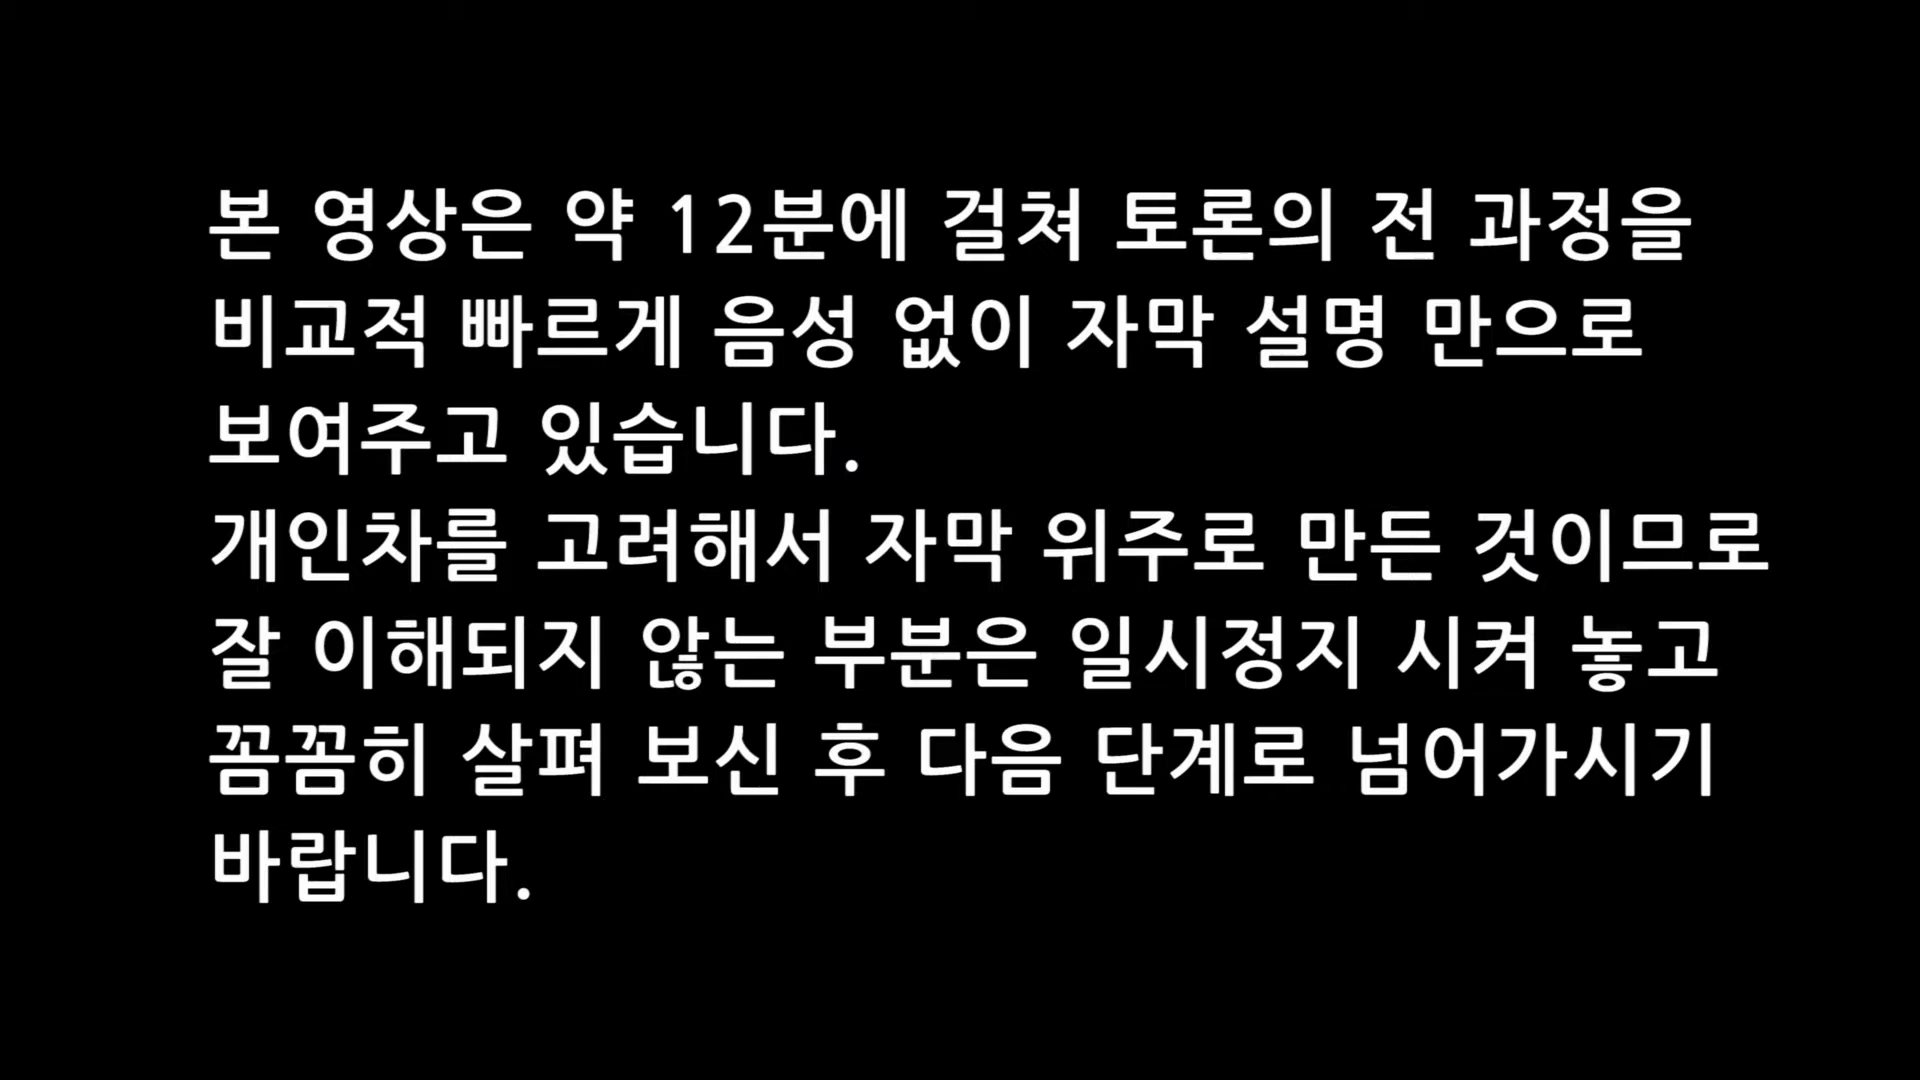 본 영상은 약 12분에 걸쳐 토론의 전 과정을
비교적 빠르게 음성 없이 자막 설명 만으로
보여주고 있습니다.
개인차를 고려해서 자막 위주로 만든 것이므로
잘 이해되지 않는 부분은 일시정지 시켜 놓고
꼼꼼히 살펴 보신 후 다음 단계로 넘어가시기
바랍니다.